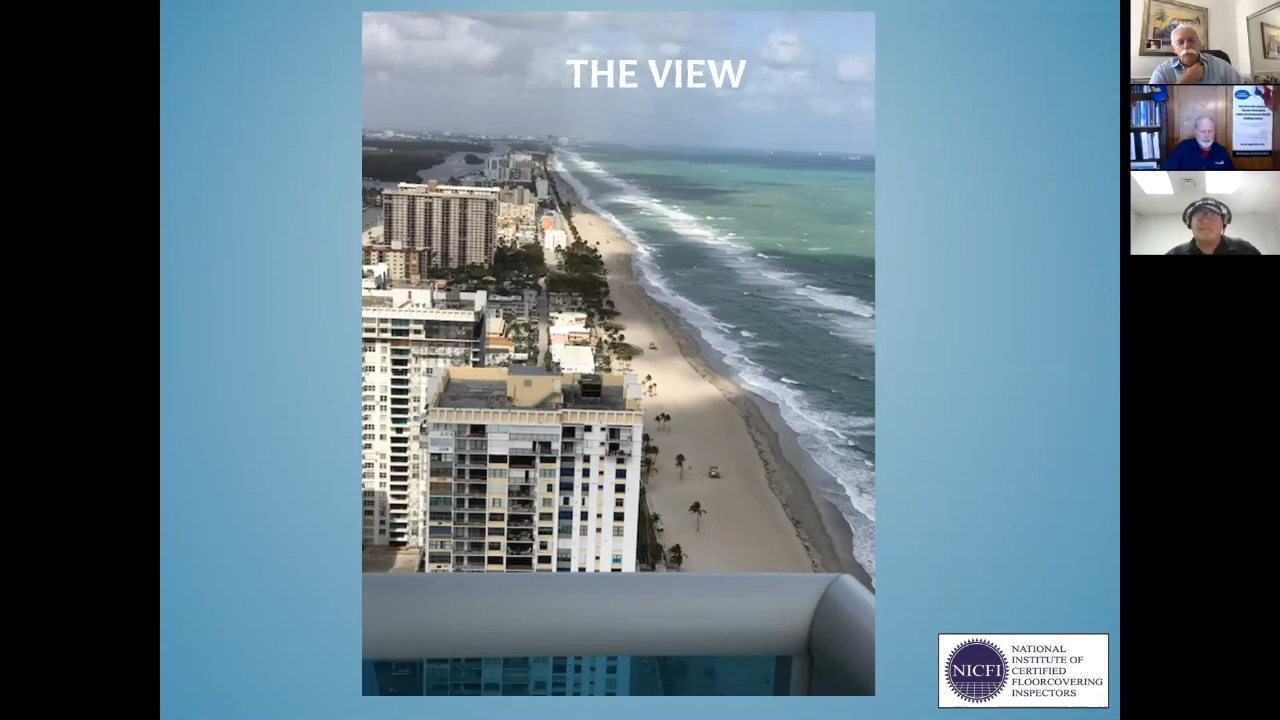 THE VIEW
NICFI
NATIONAL
INSTITUTE OF
CERTIFIED
FLOORCOVERING
INSPECTORS